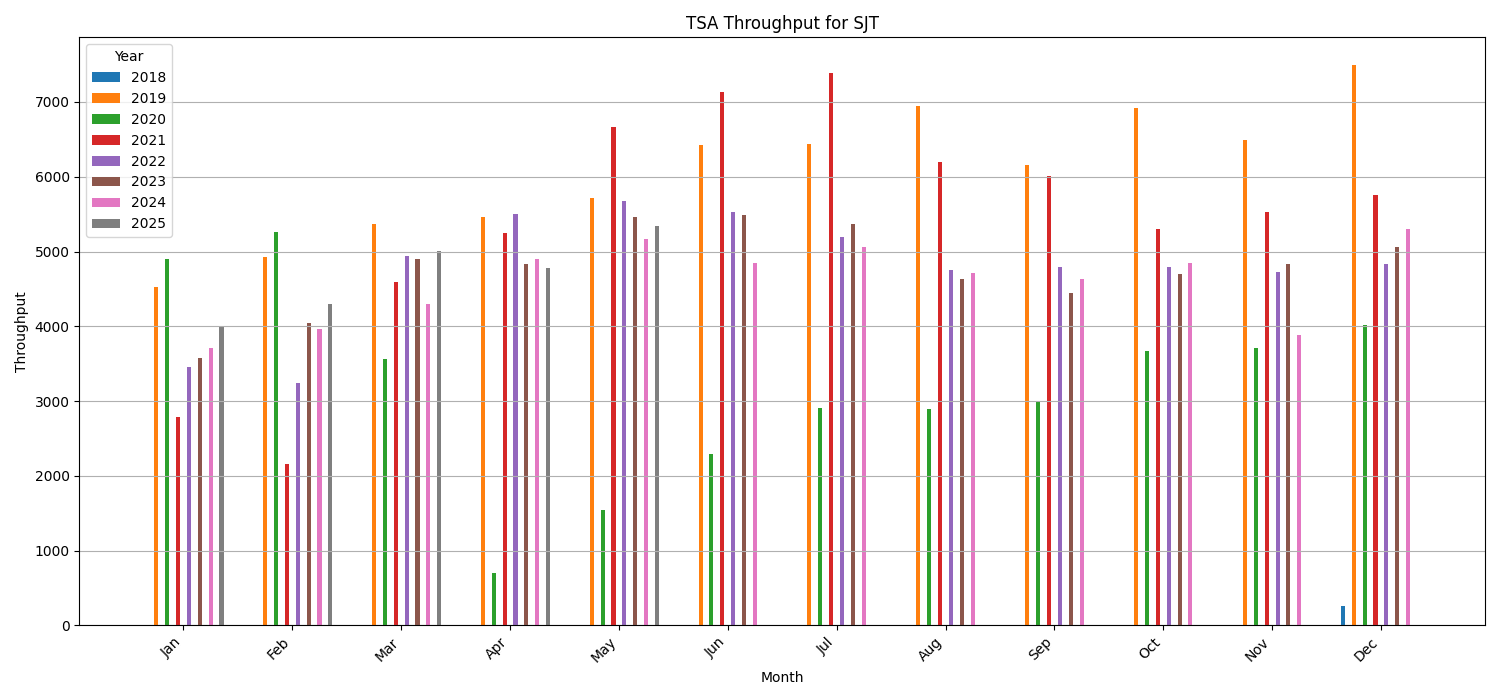 TSA Throughput for SJT
Year
2018
2019
2020
2021
2022
2023
2024
2025
Throughput
7000
6000
5000
4000
3000
2000
1000
0
Jan
Feb
Mar
Apr
May
Jun
Jul
Aug
Sep
Oct
Nov
Dec
Month